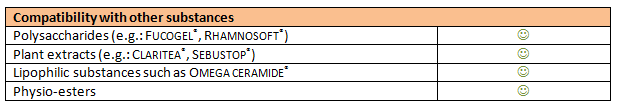 Compatibility with other substances
Polysaccharides (e.g.: FUCOGEL®, RHAMNOSOFT®) ☺
Plant extracts (e.g.: CLARITEA®, SEBUSTOP®) ☺
Lipophilic substances such as OMEGA CERAMIDE® ☺
Physio-esters ☺